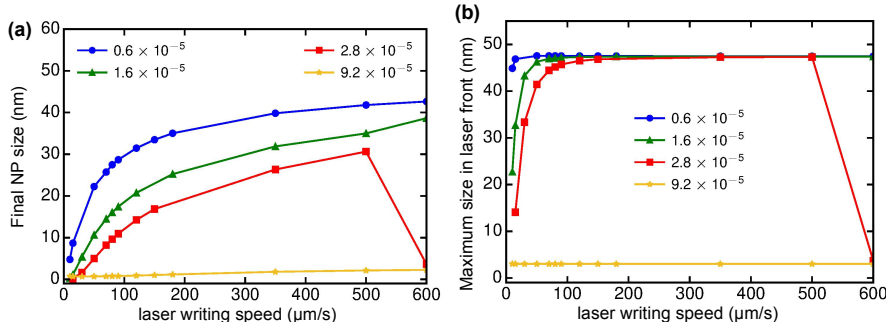 (a)
60
50
40
30
20
10
0
Final NP size (nm)
0.6 × 10⁻⁵
1.6 × 10⁻⁵
2.8 × 10⁻⁵
9.2 × 10⁻⁵
0 100 200 300 400 500 600
laser writing speed (μm/s)
(b)
50
40
30
20
10
0
Maximum size in laser front (nm)
0.6 × 10⁻⁵
1.6 × 10⁻⁵
2.8 × 10⁻⁵
9.2 × 10⁻⁵
0 100 200 300 400 500 600
laser writing speed (μm/s)